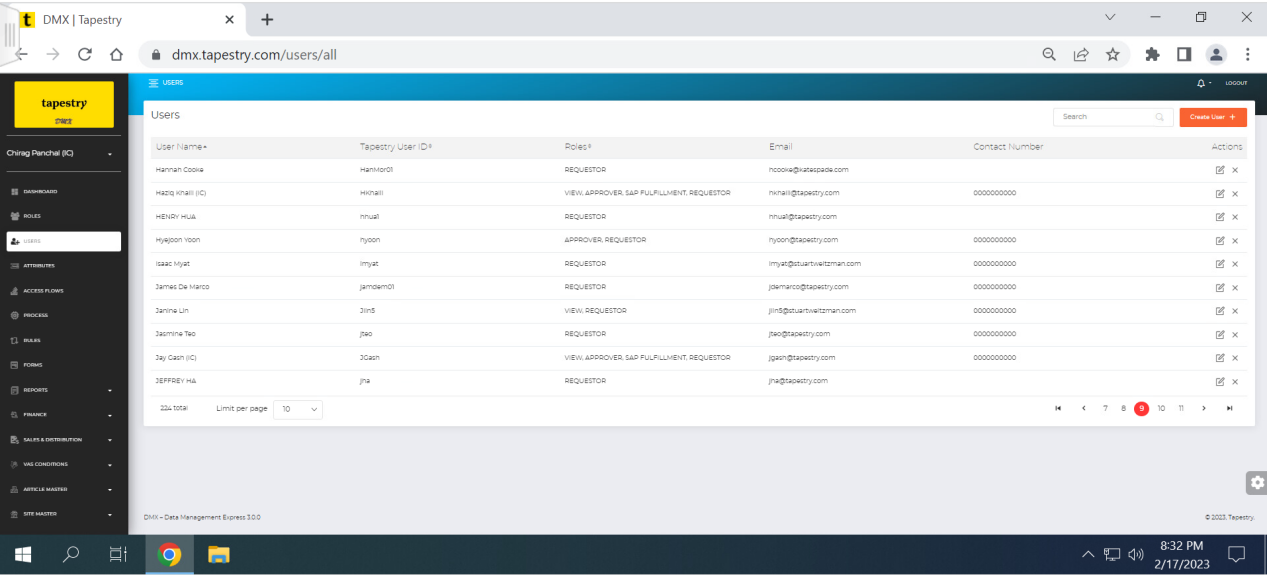 DMX | Tapestry
dmx.tapestry.com/users/all
USERS
LOGOUT
tapestry
DMX
Chirag Panchal (IC)
DASHBOARD
ROLES
USERS
ATTRIBUTES
ACCESS FLOWS
PROCESS
RULES
FORMS
REPORTS
FINANCE
SALES & DISTRIBUTION
VAS CONDITIONS
ARTICLE MASTER
SITE MASTER
Users
Search
Create User +
User Name Tapestry User ID Roles Email Contact Number Actions
Hannah Cooke HanMor01 REQUESTOR hcooke@katespade.com
Haziq Khalil (IC) HKhalil VIEW, APPROVER, SAP FULFILLMENT, REQUESTOR hkhalil@tapestry.com 0000000000
HENRY HUA hhua1 REQUESTOR hhua1@tapestry.com
Hyejoon Yoon hyoon APPROVER, REQUESTOR hyoon@tapestry.com 0000000000
Isaac Myat imyat REQUESTOR imyat@stuartweitzman.com 0000000000
James De Marco jamdem01 REQUESTOR jdemarco@tapestry.com 0000000000
Janine Lin Jlin5 VIEW, REQUESTOR jlin5@stuartweitzman.com 0000000000
Jasmine Teo jteo REQUESTOR jteo@tapestry.com 0000000000
Jay Gash (IC) JGash VIEW, APPROVER, SAP FULFILLMENT, REQUESTOR jgash@tapestry.com 0000000000
JEFFREY HA jha REQUESTOR jha@tapestry.com
224 total Limit per page 10 7 8 9 10 11
DMX – Data Management Express 3.0.0
© 2023, Tapestry.
8:32 PM
2/17/2023